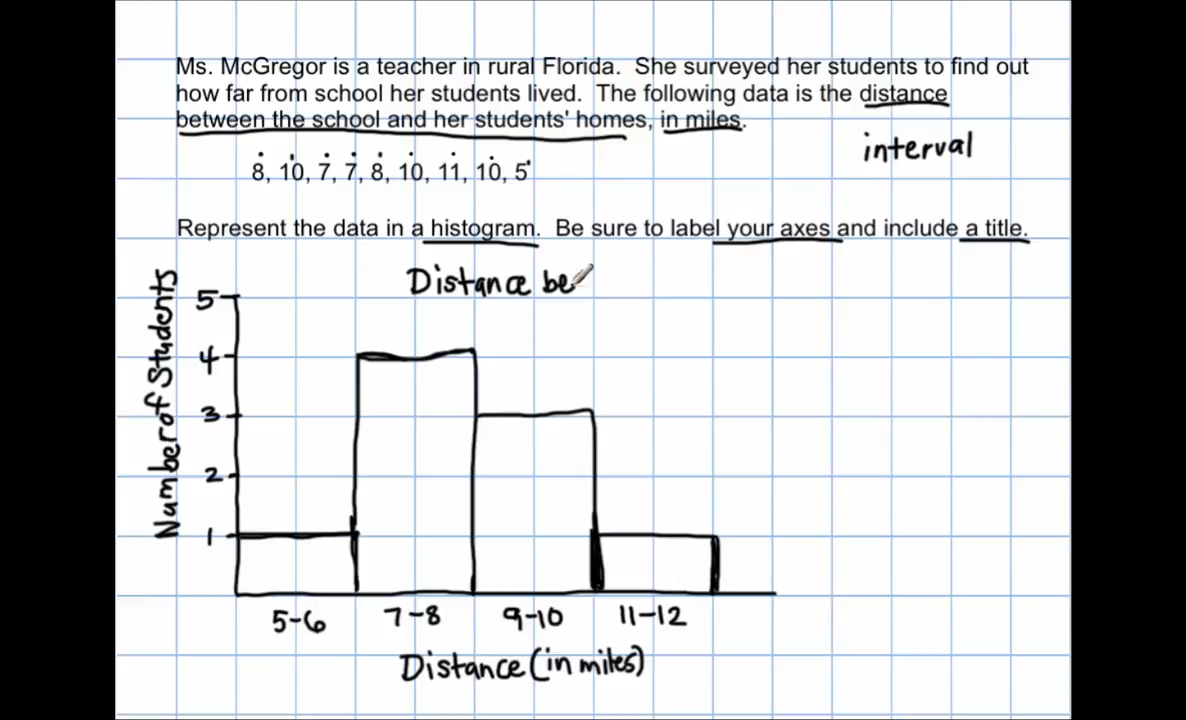 Ms. McGregor is a teacher in rural Florida. She surveyed her students to find out
how far from school her students lived. The following data is the distance
between the school and her students' homes, in miles.
interval
8, 10, 7, 7, 8, 10, 11, 10, 5
Represent the data in a histogram. Be sure to label your axes and include a title.
Distance be
Number of Students
5
4
3
2
1
5-6 7-8 9-10 11-12
Distance (in miles)